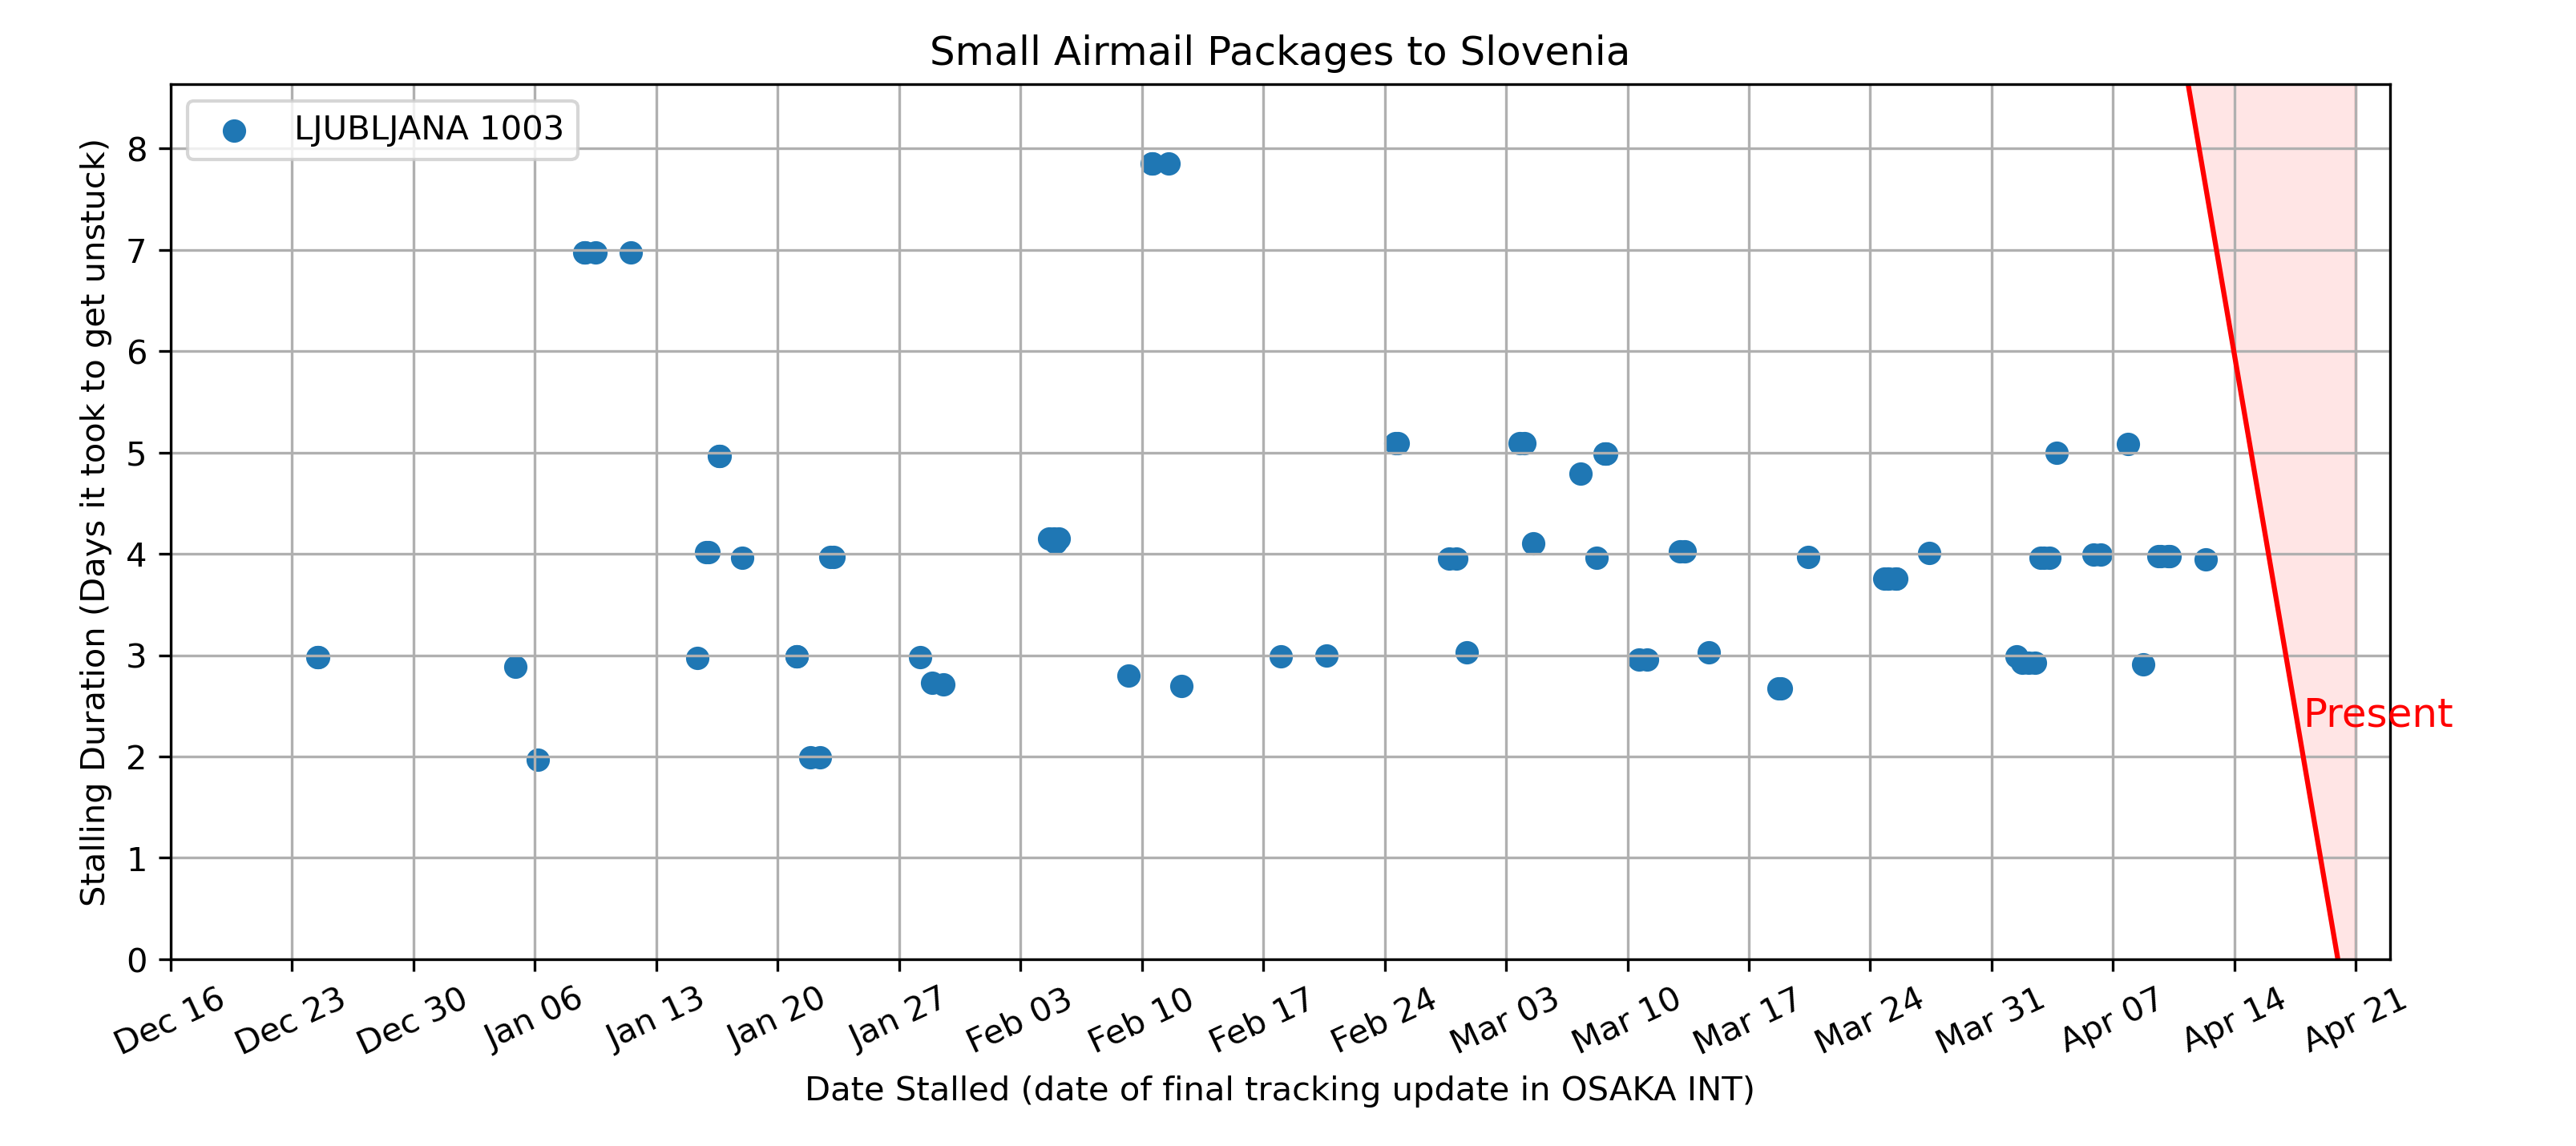 Small Airmail Packages to Slovenia
LJUBLJANA 1003
Stalling Duration (Days it took to get unstuck)
8
7
6
5
4
3
2
1
0
Present
Dec 16 Dec 23 Dec 30 Jan 06 Jan 13 Jan 20 Jan 27 Feb 03 Feb 10 Feb 17 Feb 24 Mar 03 Mar 10 Mar 17 Mar 24 Mar 31 Apr 07 Apr 14 Apr 21
Date Stalled (date of final tracking update in OSAKA INT)